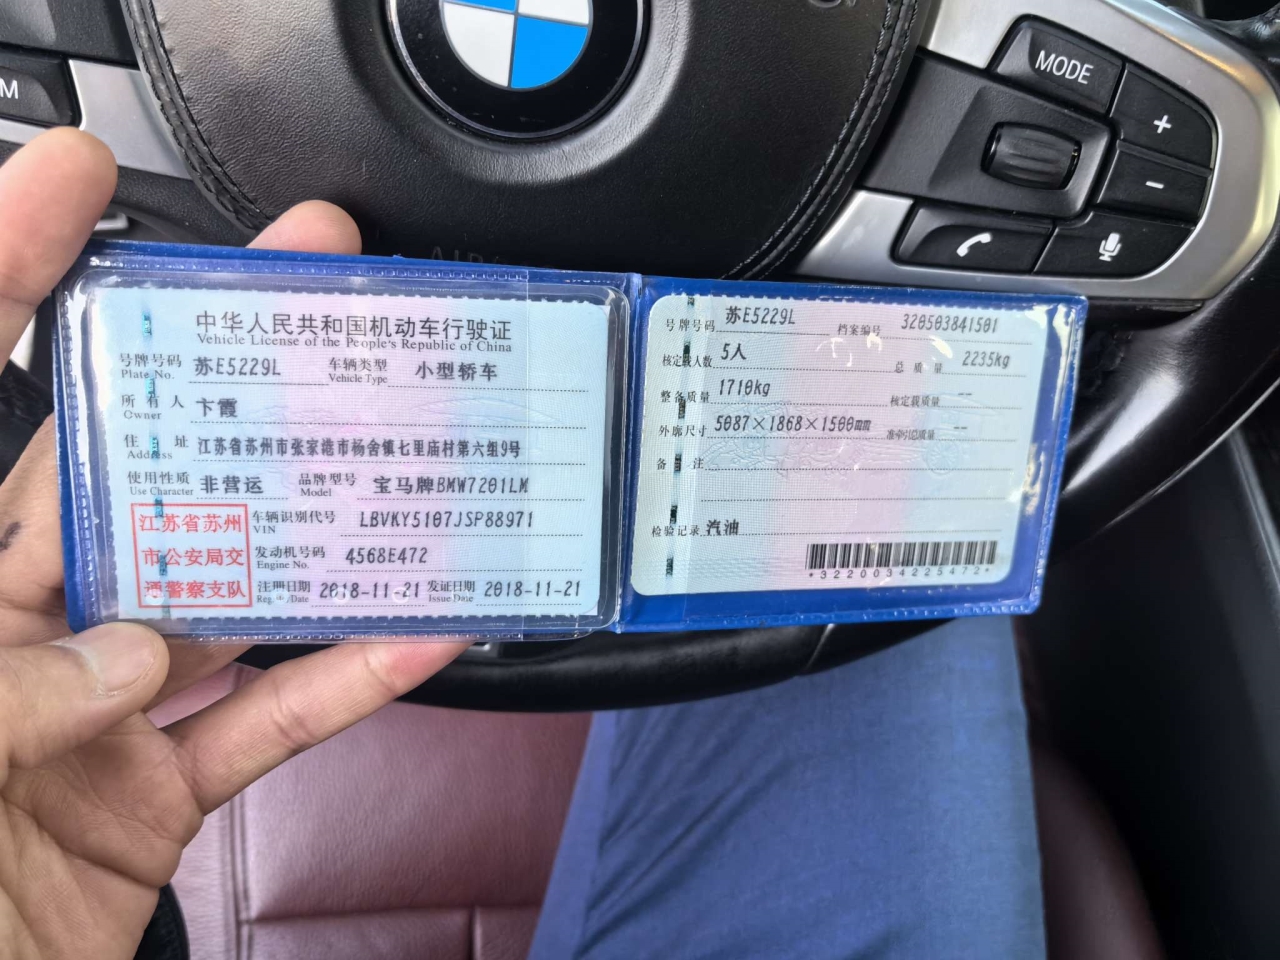 MODE
M
+
-
中华人民共和国机动车行驶证
Vehicle License of the People's Republic of China
号牌号码 Plate No. 苏E5229L 车辆类型 Vehicle Type 小型轿车
所有人 Owner 卞霞
住址 Address 江苏省苏州市张家港市杨舍镇七里庙村第六组9号
使用性质 Use Character 非营运 品牌型号 Model 宝马牌BMW7201LM
江苏省苏州
市公安局交
通警察支队
车辆识别代号 VIN LBVKY5107JSP88971
发动机号码 Engine No. 4568E472
注册日期 2018-11-21 发证日期 Issue Date 2018-11-21
号牌号码 苏E5229L 档案编号 320503841501
核定载人数 5人 总质量 2235kg
整备质量 1710kg 核定载质量 --
外廓尺寸 5087×1868×1500mm 准牵引总质量 --
备注
检验记录 汽油
*3220034225472*